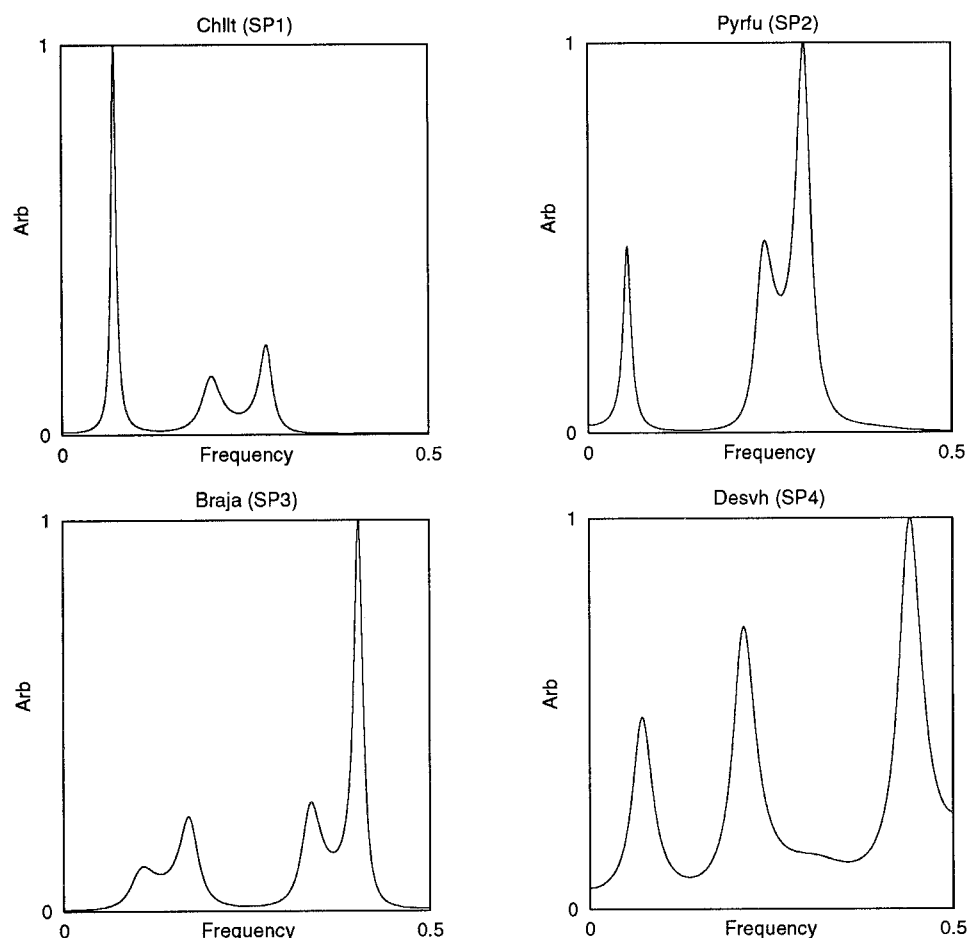 Chllt (SP1)
1
Arb
0
0
Frequency
0.5
Pyrfu (SP2)
1
Arb
0
0
Frequency
0.5
Braja (SP3)
1
Arb
0
0
Frequency
0.5
Desvh (SP4)
1
Arb
0
0
Frequency
0.5